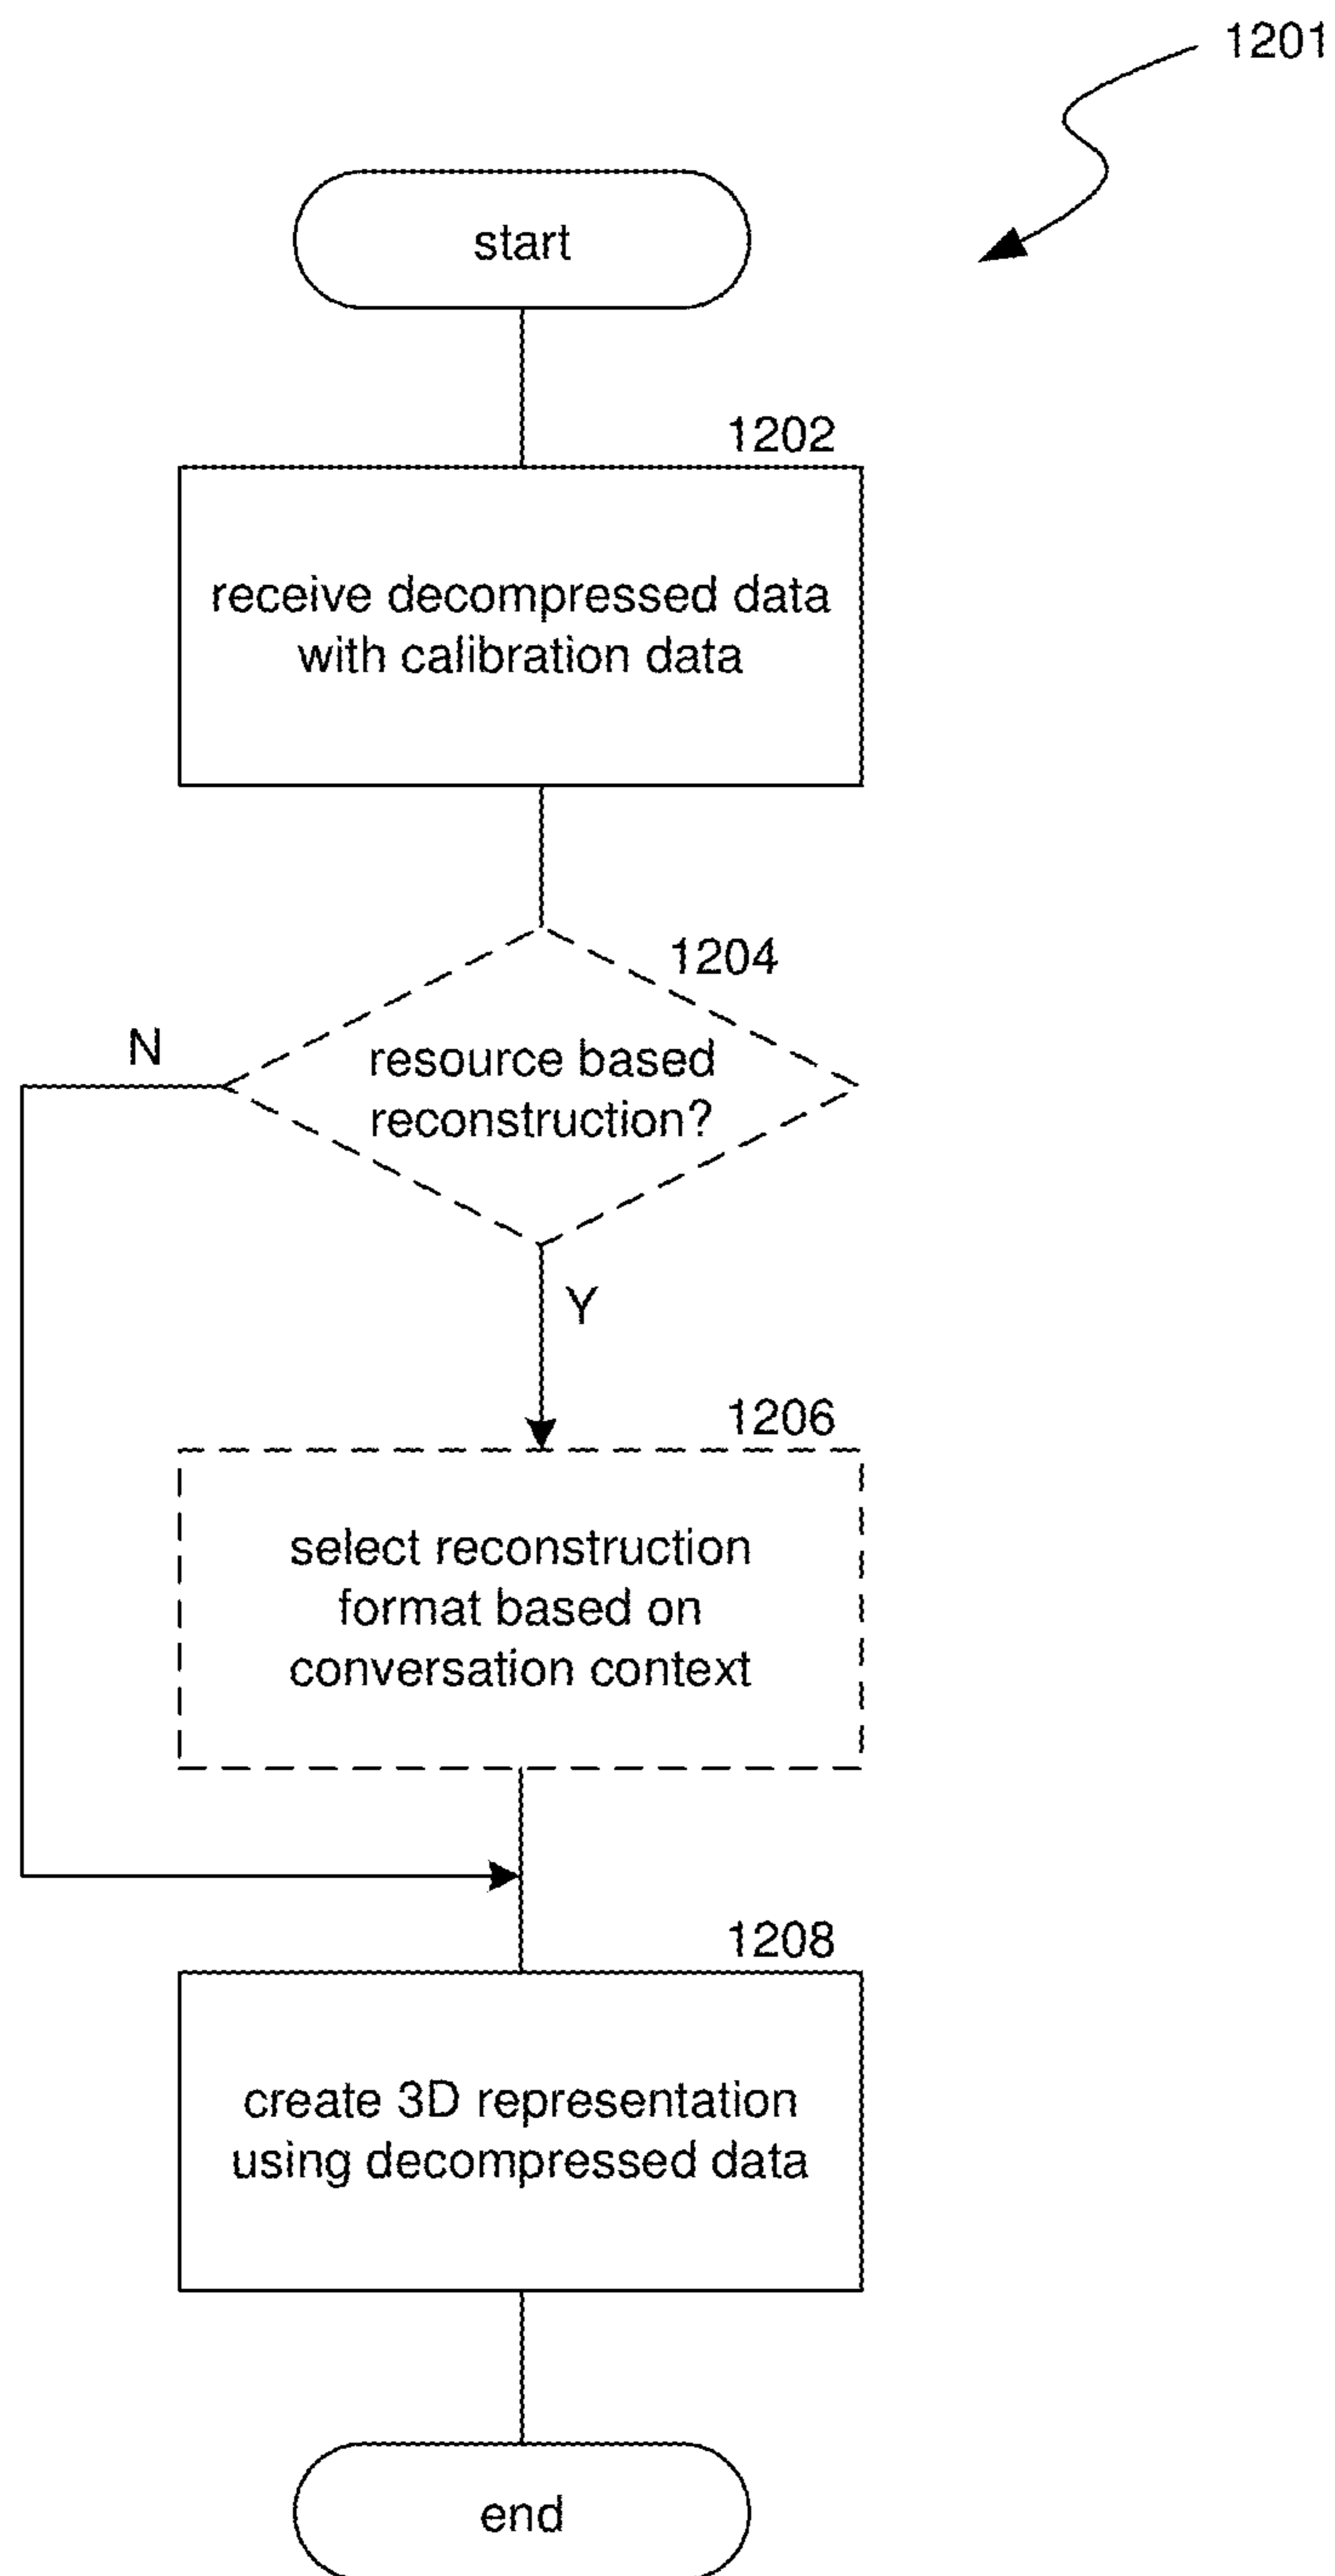 1201
start
1202
receive decompressed data
with calibration data
1204
N
resource based
reconstruction?
Y
1206
select reconstruction
format based on
conversation context
1208
create 3D representation
using decompressed data
end